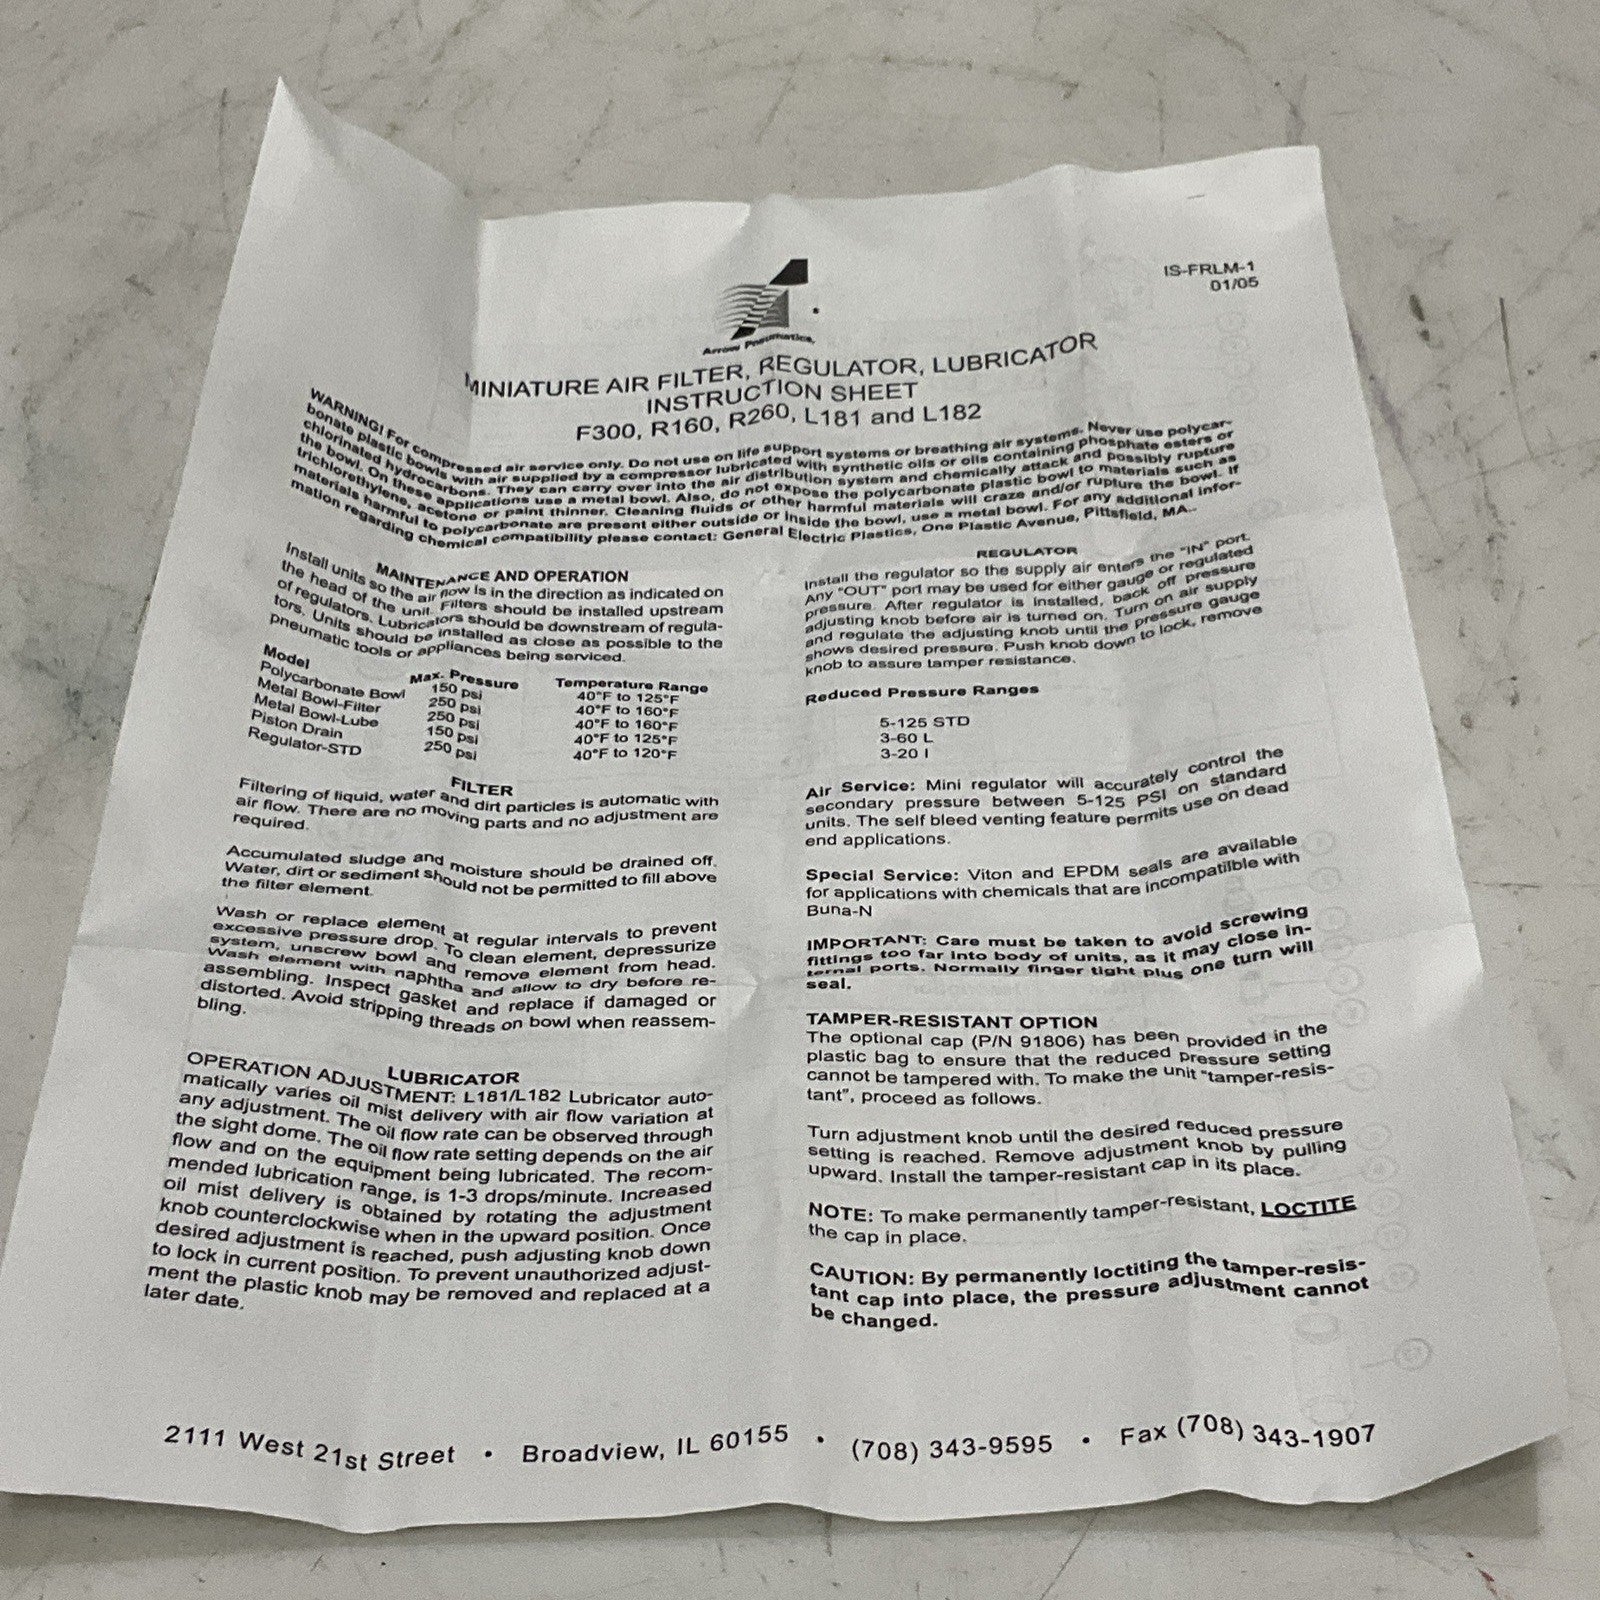 IS-FRLM-1
01/05
Arrow Pneumatics.
MINIATURE AIR FILTER, REGULATOR, LUBRICATOR
INSTRUCTION SHEET
F300, R160, R260, L181 and L182
WARNING! For compressed air service only. Do not use on life support systems or breathing air systems. Never use polycar-
bonate plastic bowls with air supplied by a compressor lubricated with synthetic oils or oils containing phosphate esters or
chlorinated hydrocarbons. They can carry over into the air distribution system and chemically attack and possibly rupture
the bowl. On these applications use a metal bowl. Also, do not expose the polycarbonate plastic bowl to materials such as
trichlorethylene, acetone or paint thinner. Cleaning fluids or other harmful materials will craze and/or rupture the bowl. If
materials harmful to polycarbonate are present either outside or inside the bowl, use a metal bowl. For any additional infor-
mation regarding chemical compatibility please contact: General Electric Plastics, One Plastic Avenue, Pittsfield, MA..
MAINTENANCE AND OPERATION
Install units so the air flow is in the direction as indicated on
the head of the unit. Filters should be installed upstream
of regulators. Lubricators should be downstream of regula-
tors. Units should be installed as close as possible to the
pneumatic tools or appliances being serviced.
Model Max. Pressure Temperature Range
Polycarbonate Bowl 150 psi 40°F to 125°F
Metal Bowl-Filter 250 psi 40°F to 160°F
Metal Bowl-Lube 250 psi 40°F to 160°F
Piston Drain 150 psi 40°F to 125°F
Regulator-STD 250 psi 40°F to 120°F
FILTER
Filtering of liquid, water and dirt particles is automatic with
air flow. There are no moving parts and no adjustment are
required.
Accumulated sludge and moisture should be drained off.
Water, dirt or sediment should not be permitted to fill above
the filter element.
Wash or replace element at regular intervals to prevent
excessive pressure drop. To clean element, depressurize
system, unscrew bowl and remove element from head.
Wash element with naphtha and allow to dry before re-
assembling. Inspect gasket and replace if damaged or
distorted. Avoid stripping threads on bowl when reassem-
bling.
LUBRICATOR
OPERATION ADJUSTMENT: L181/L182 Lubricator auto-
matically varies oil mist delivery with air flow variation at
any adjustment. The oil flow rate can be observed through
the sight dome. The oil flow rate setting depends on the air
flow and on the equipment being lubricated. The recom-
mended lubrication range, is 1-3 drops/minute. Increased
oil mist delivery is obtained by rotating the adjustment
knob counterclockwise when in the upward position. Once
desired adjustment is reached, push adjusting knob down
to lock in current position. To prevent unauthorized adjust-
ment the plastic knob may be removed and replaced at a
later date.
REGULATOR
Install the regulator so the supply air enters the "IN" port.
Any "OUT" port may be used for either gauge or regulated
pressure. After regulator is installed, back off pressure
adjusting knob before air is turned on. Turn on air supply
and regulate the adjusting knob until the pressure gauge
shows desired pressure. Push knob down to lock, remove
knob to assure tamper resistance.
Reduced Pressure Ranges
5-125 STD
3-60 L
3-20 I
Air Service: Mini regulator will accurately control the
secondary pressure between 5-125 PSI on standard
units. The self bleed venting feature permits use on dead
end applications.
Special Service: Viton and EPDM seals are available
for applications with chemicals that are incompatilble with
Buna-N
IMPORTANT: Care must be taken to avoid screwing
fittings too far into body of units, as it may close in-
ternal ports. Normally finger tight plus one turn will
seal.
TAMPER-RESISTANT OPTION
The optional cap (P/N 91806) has been provided in the
plastic bag to ensure that the reduced pressure setting
cannot be tampered with. To make the unit "tamper-resis-
tant", proceed as follows.
Turn adjustment knob until the desired reduced pressure
setting is reached. Remove adjustment knob by pulling
upward. Install the tamper-resistant cap in its place.
NOTE: To make permanently tamper-resistant, LOCTITE
the cap in place.
CAUTION: By permanently loctiting the tamper-resis-
tant cap into place, the pressure adjustment cannot
be changed.
2111 West 21st Street • Broadview, IL 60155 • (708) 343-9595 • Fax (708) 343-1907